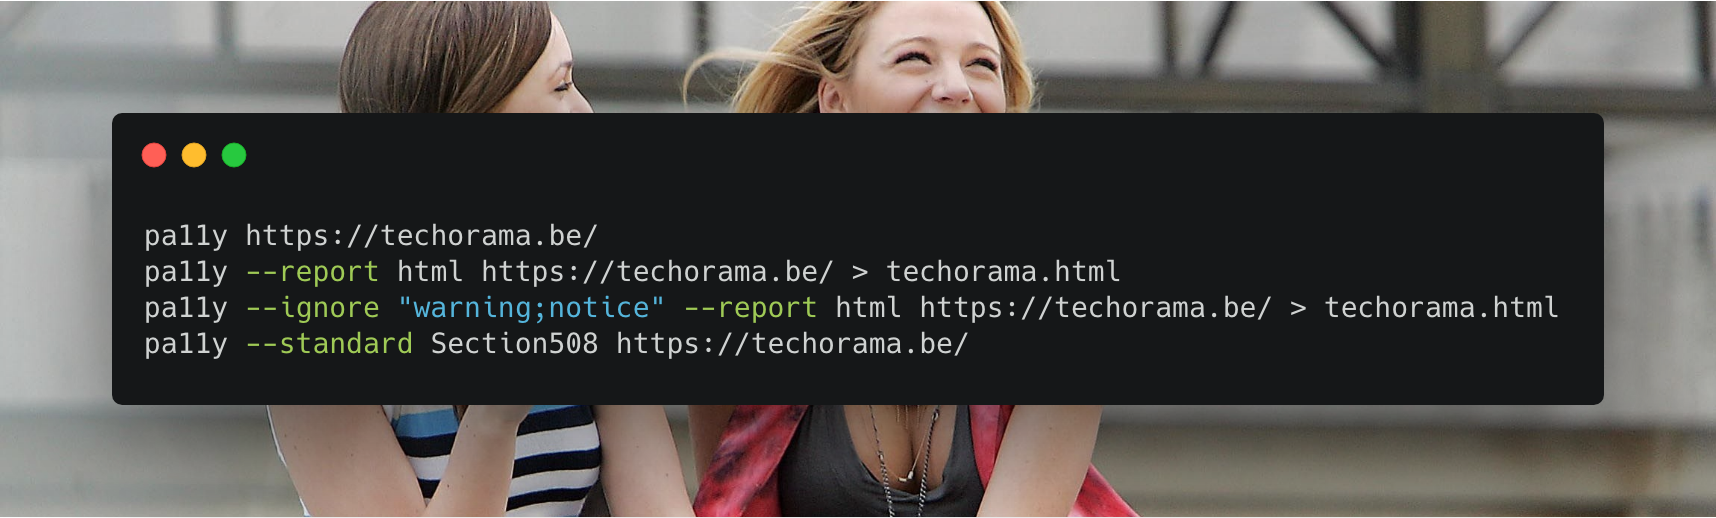 pa11y https://techorama.be/
pa11y --report html https://techorama.be/ > techorama.html
pa11y --ignore "warning;notice" --report html https://techorama.be/ > techorama.html
pa11y --standard Section508 https://techorama.be/